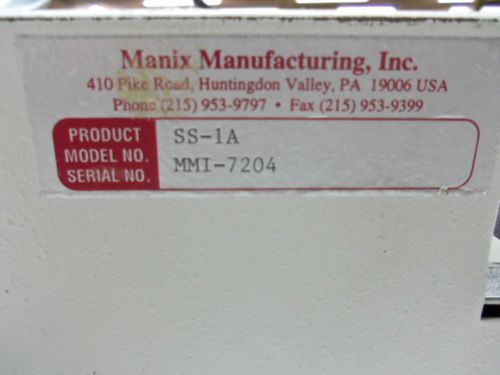 Manix Manufacturing, Inc.
410 Pike Road, Huntingdon Valley, PA 19006 USA
Phone (215) 953-9797 • Fax (215) 953-9399
PRODUCT SS-1A
MODEL NO. MMI-7204
SERIAL NO.